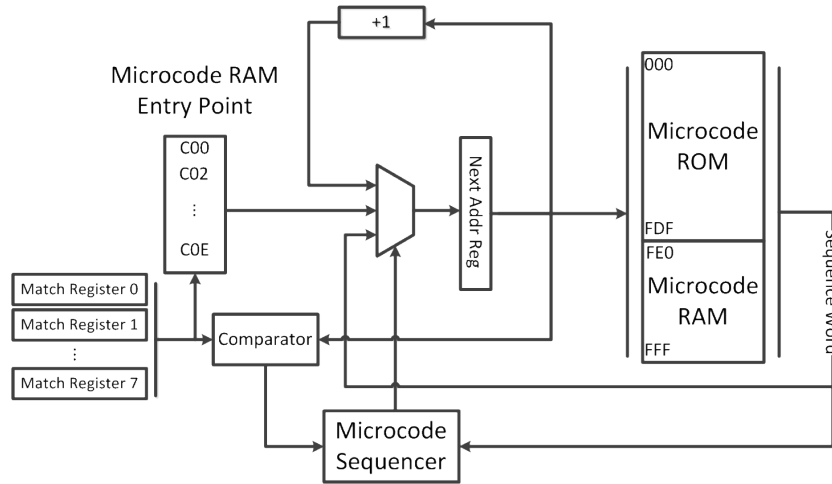 +1
Microcode RAM
Entry Point
C00
C02
⋮
C0E
Match Register 0
Match Register 1
⋮
Match Register 7
Comparator
Microcode
Sequencer
Next Addr Reg
000
Microcode
ROM
FDF
FE0
Microcode
RAM
FFF
Sequence Word